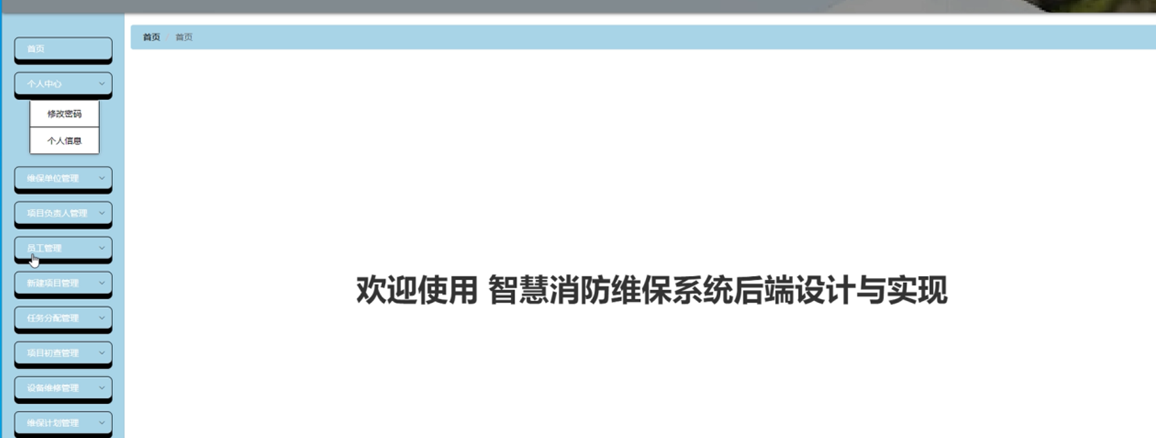 首页
个人中心
修改密码
个人信息
维保单位管理
项目负责人管理
员工管理
新建项目管理
任务分配管理
项目初查管理
设备维修管理
维保计划管理
首页 首页
欢迎使用 智慧消防维保系统后端设计与实现